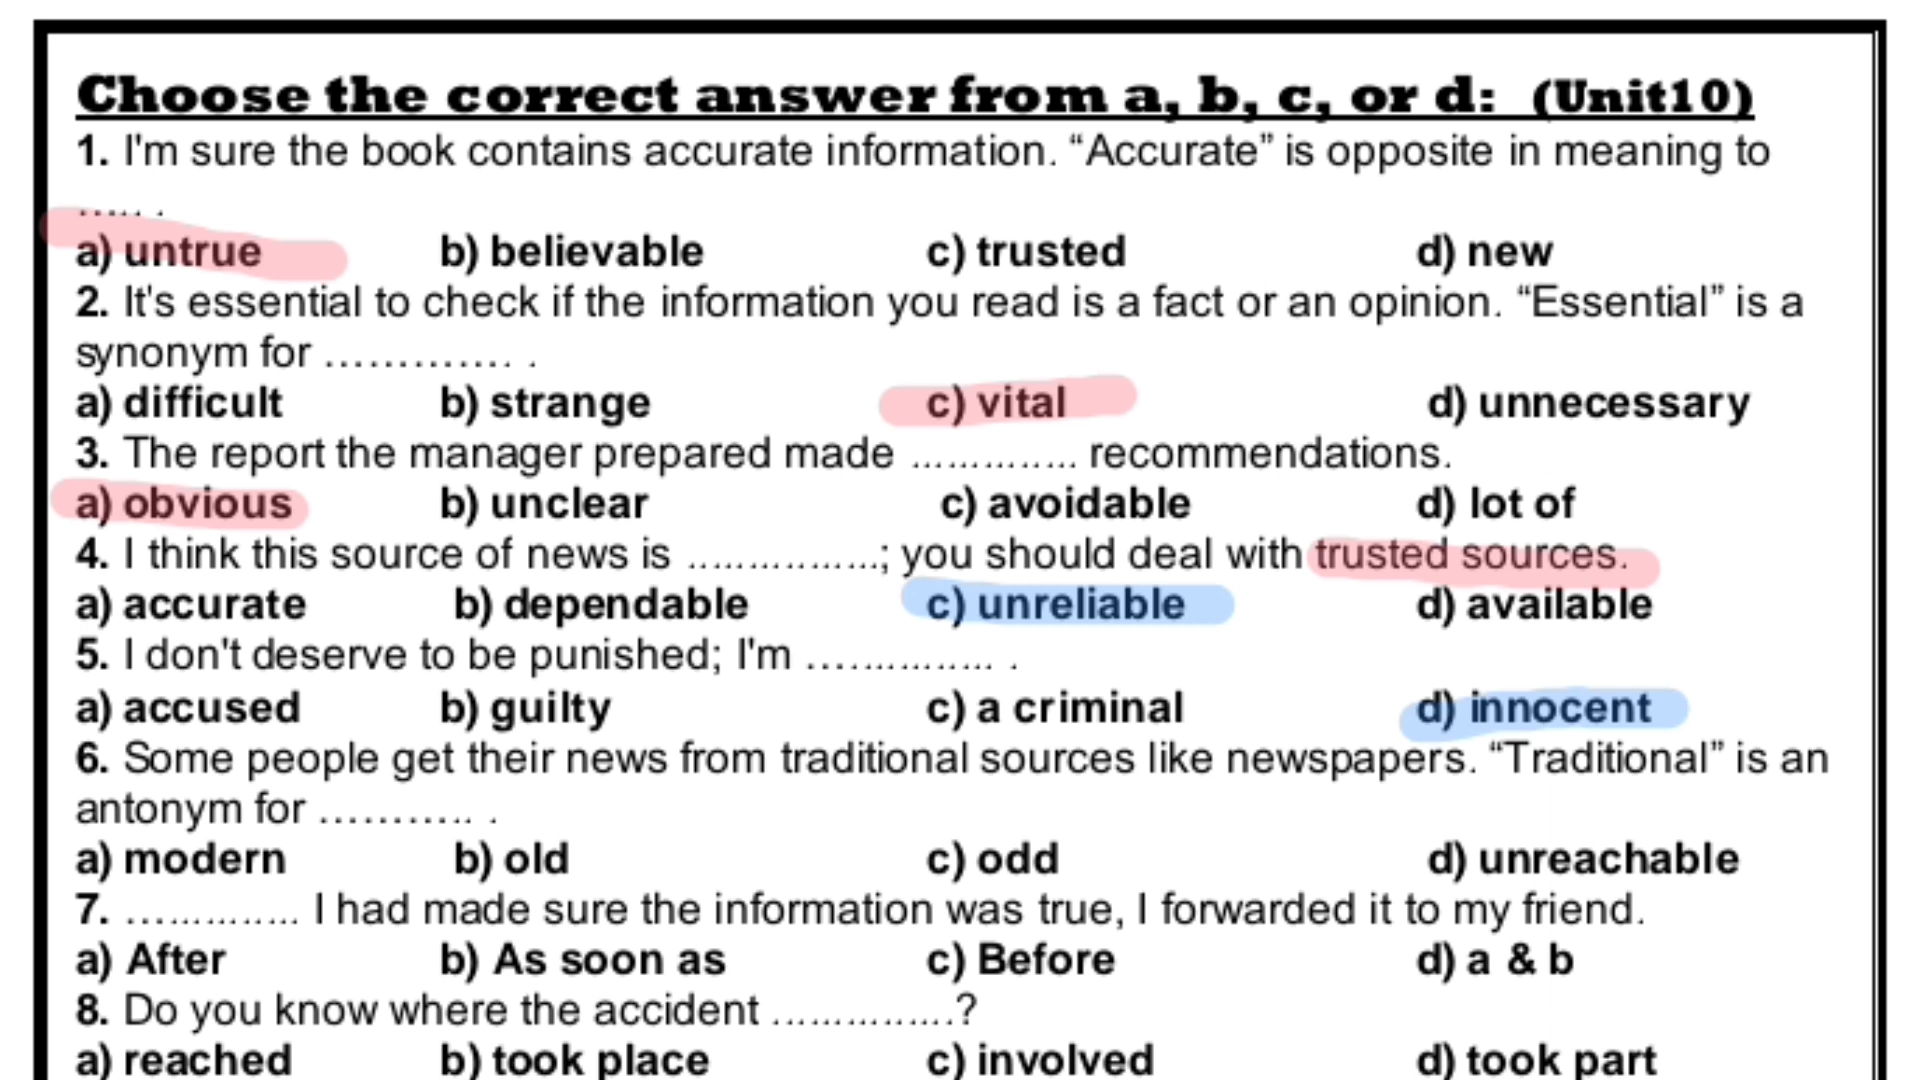 Choose the correct answer from a, b, c, or d: (Unit10)
1. I'm sure the book contains accurate information. “Accurate” is opposite in meaning to
…... .
a) untrue b) believable c) trusted d) new
2. It's essential to check if the information you read is a fact or an opinion. “Essential” is a
synonym for …………. .
a) difficult b) strange c) vital d) unnecessary
3. The report the manager prepared made ………….. recommendations.
a) obvious b) unclear c) avoidable d) lot of
4. I think this source of news is ……………..; you should deal with trusted sources.
a) accurate b) dependable c) unreliable d) available
5. I don't deserve to be punished; I'm ….……….. .
a) accused b) guilty c) a criminal d) innocent
6. Some people get their news from traditional sources like newspapers. “Traditional” is an
antonym for ……….. .
a) modern b) old c) odd d) unreachable
7. …..……….. I had made sure the information was true, I forwarded it to my friend.
a) After b) As soon as c) Before d) a & b
8. Do you know where the accident ……………?
a) reached b) took place c) involved d) took part